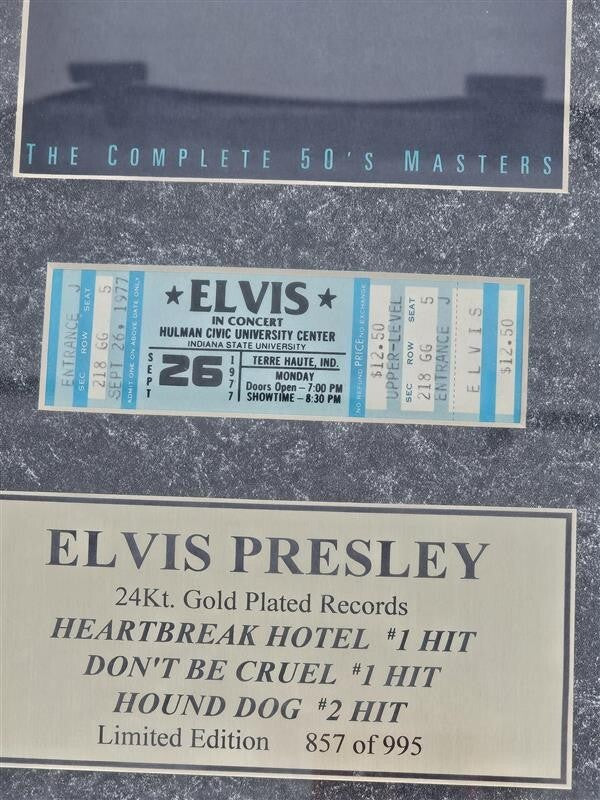 THE COMPLETE 50'S MASTERS
ENTRANCE J
SEC ROW SEAT
218 GG 5
SEPT 26, 1977
ADMIT ONE ON ABOVE DATE ONLY
★ELVIS★
IN CONCERT
HULMAN CIVIC UNIVERSITY CENTER
INDIANA STATE UNIVERSITY
SEPT
26
1977
TERRE HAUTE, IND.
MONDAY
Doors Open – 7:00 PM
SHOWTIME – 8:30 PM
NO REFUND PRICE NO EXCHANGE
$12.50
UPPER-LEVEL
SEC ROW SEAT
218 GG 5
ENTRANCE J
ELVIS
$12.50
ELVIS PRESLEY
24Kt. Gold Plated Records
HEARTBREAK HOTEL #1 HIT
DON'T BE CRUEL #1 HIT
HOUND DOG #2 HIT
Limited Edition 857 of 995